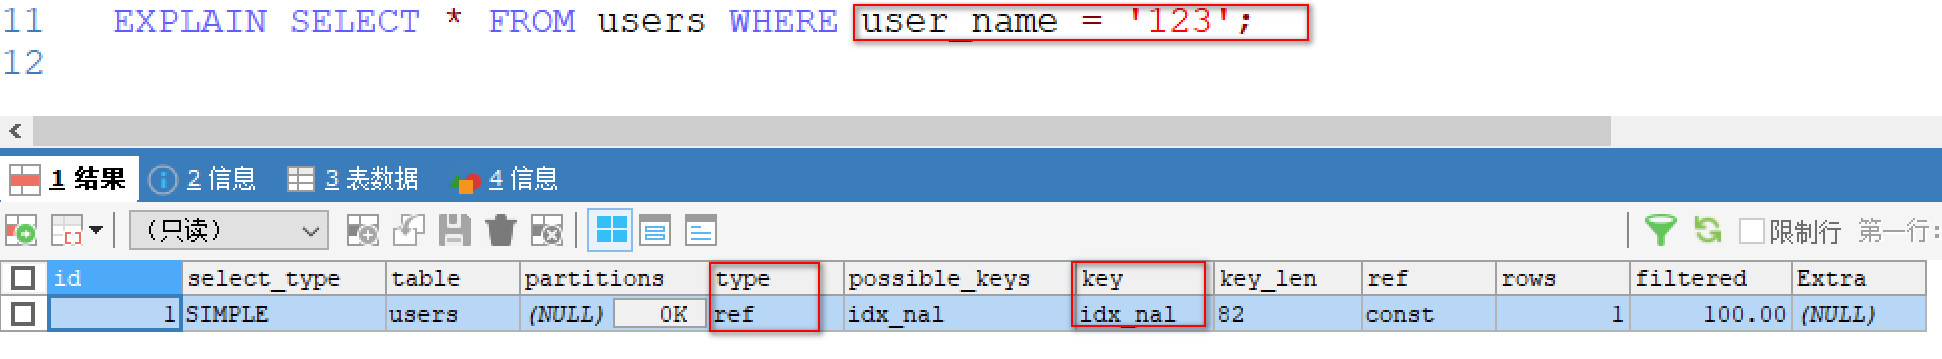 11 EXPLAIN SELECT * FROM users WHERE user_name = '123';
12
1 结果 2 信息 3 表数据 4 信息
(只读) 限制行 第一行:
id select_type table partitions type possible_keys key key_len ref rows filtered Extra
1 SIMPLE users (NULL) 0K ref idx_nal idx_nal 82 const 1 100.00 (NULL)